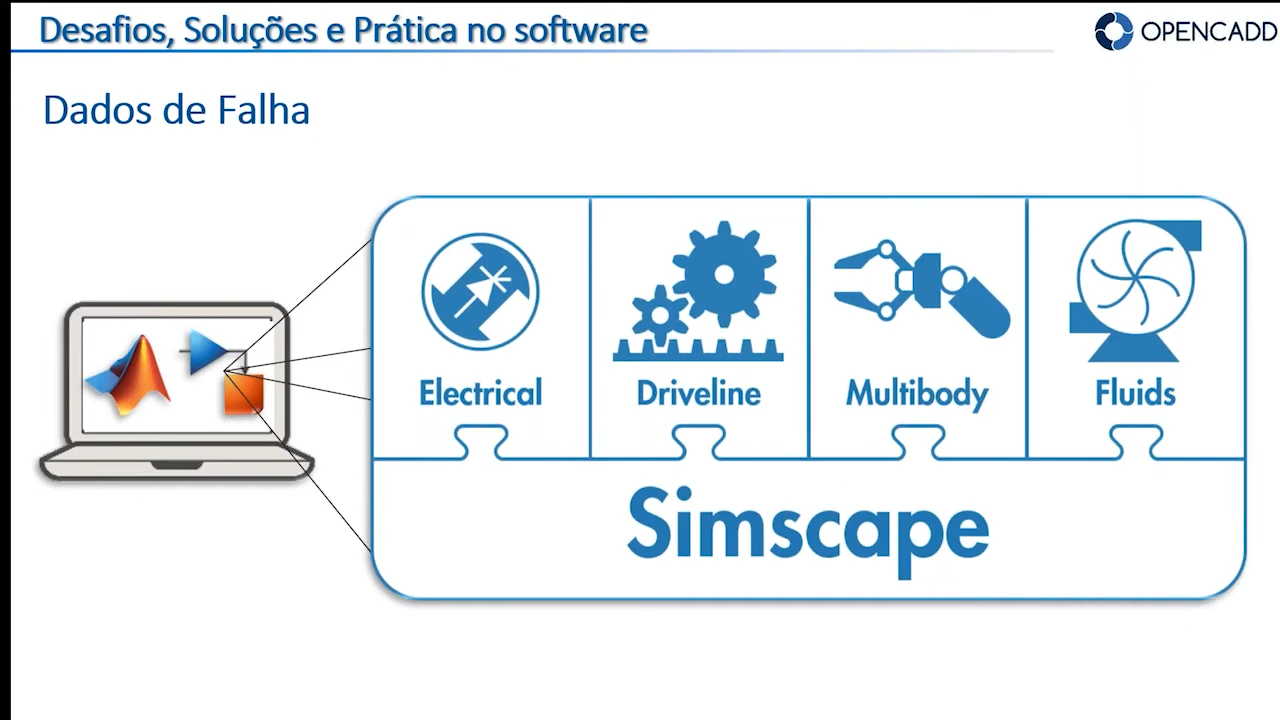 Desafios, Soluções e Prática no software
OPENCADD
Dados de Falha
Electrical
Driveline
Multibody
Fluids
Simscape